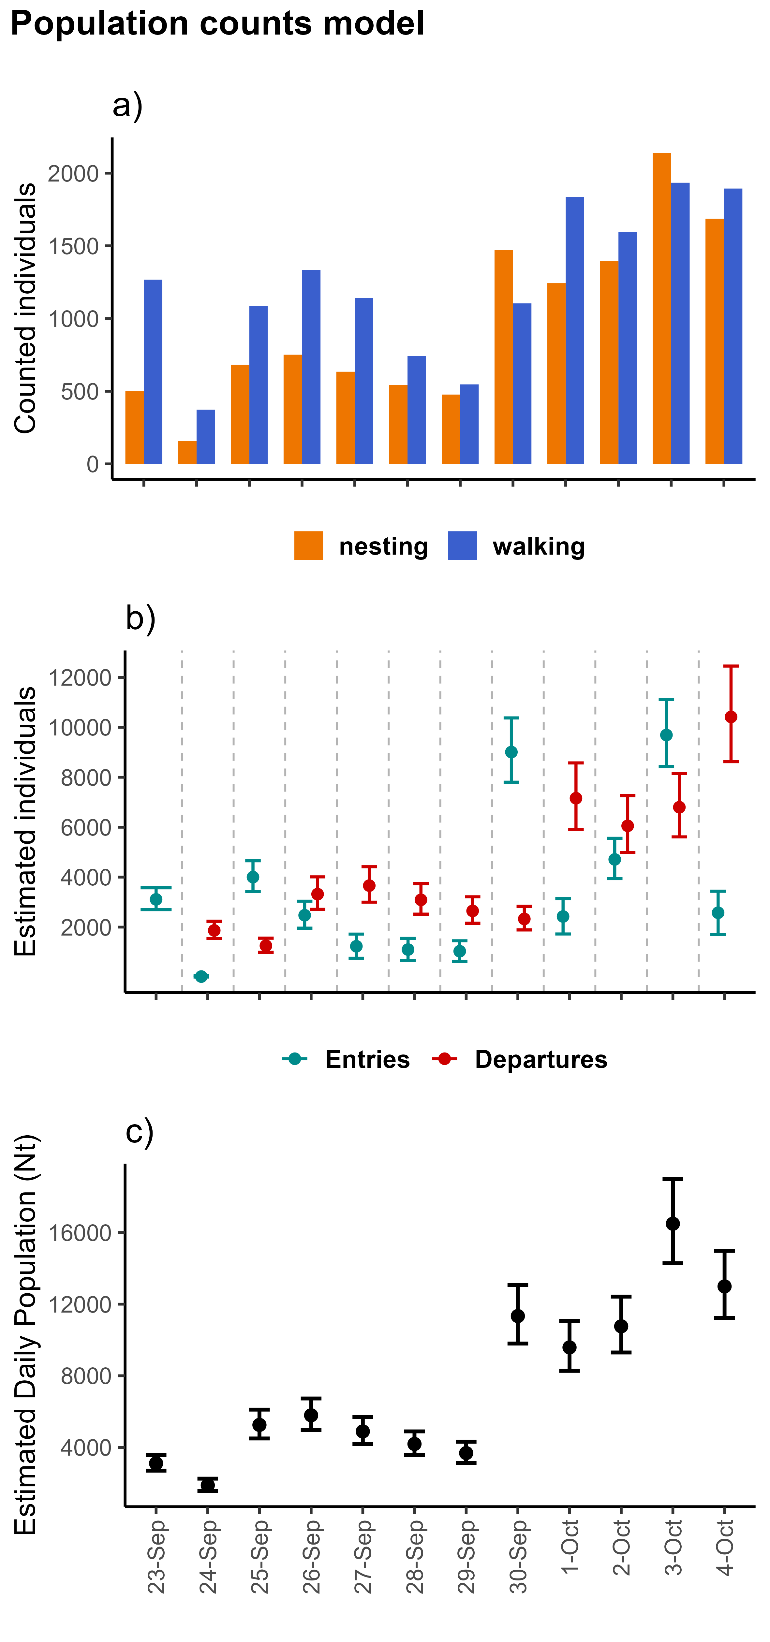 Population counts model
a)
Counted individuals
2000
1500
1000
500
0
nesting walking
b)
Estimated individuals
12000
10000
8000
6000
4000
2000
Entries Departures
c)
Estimated Daily Population (Nt)
16000
12000
8000
4000
23-Sep
24-Sep
25-Sep
26-Sep
27-Sep
28-Sep
29-Sep
30-Sep
1-Oct
2-Oct
3-Oct
4-Oct